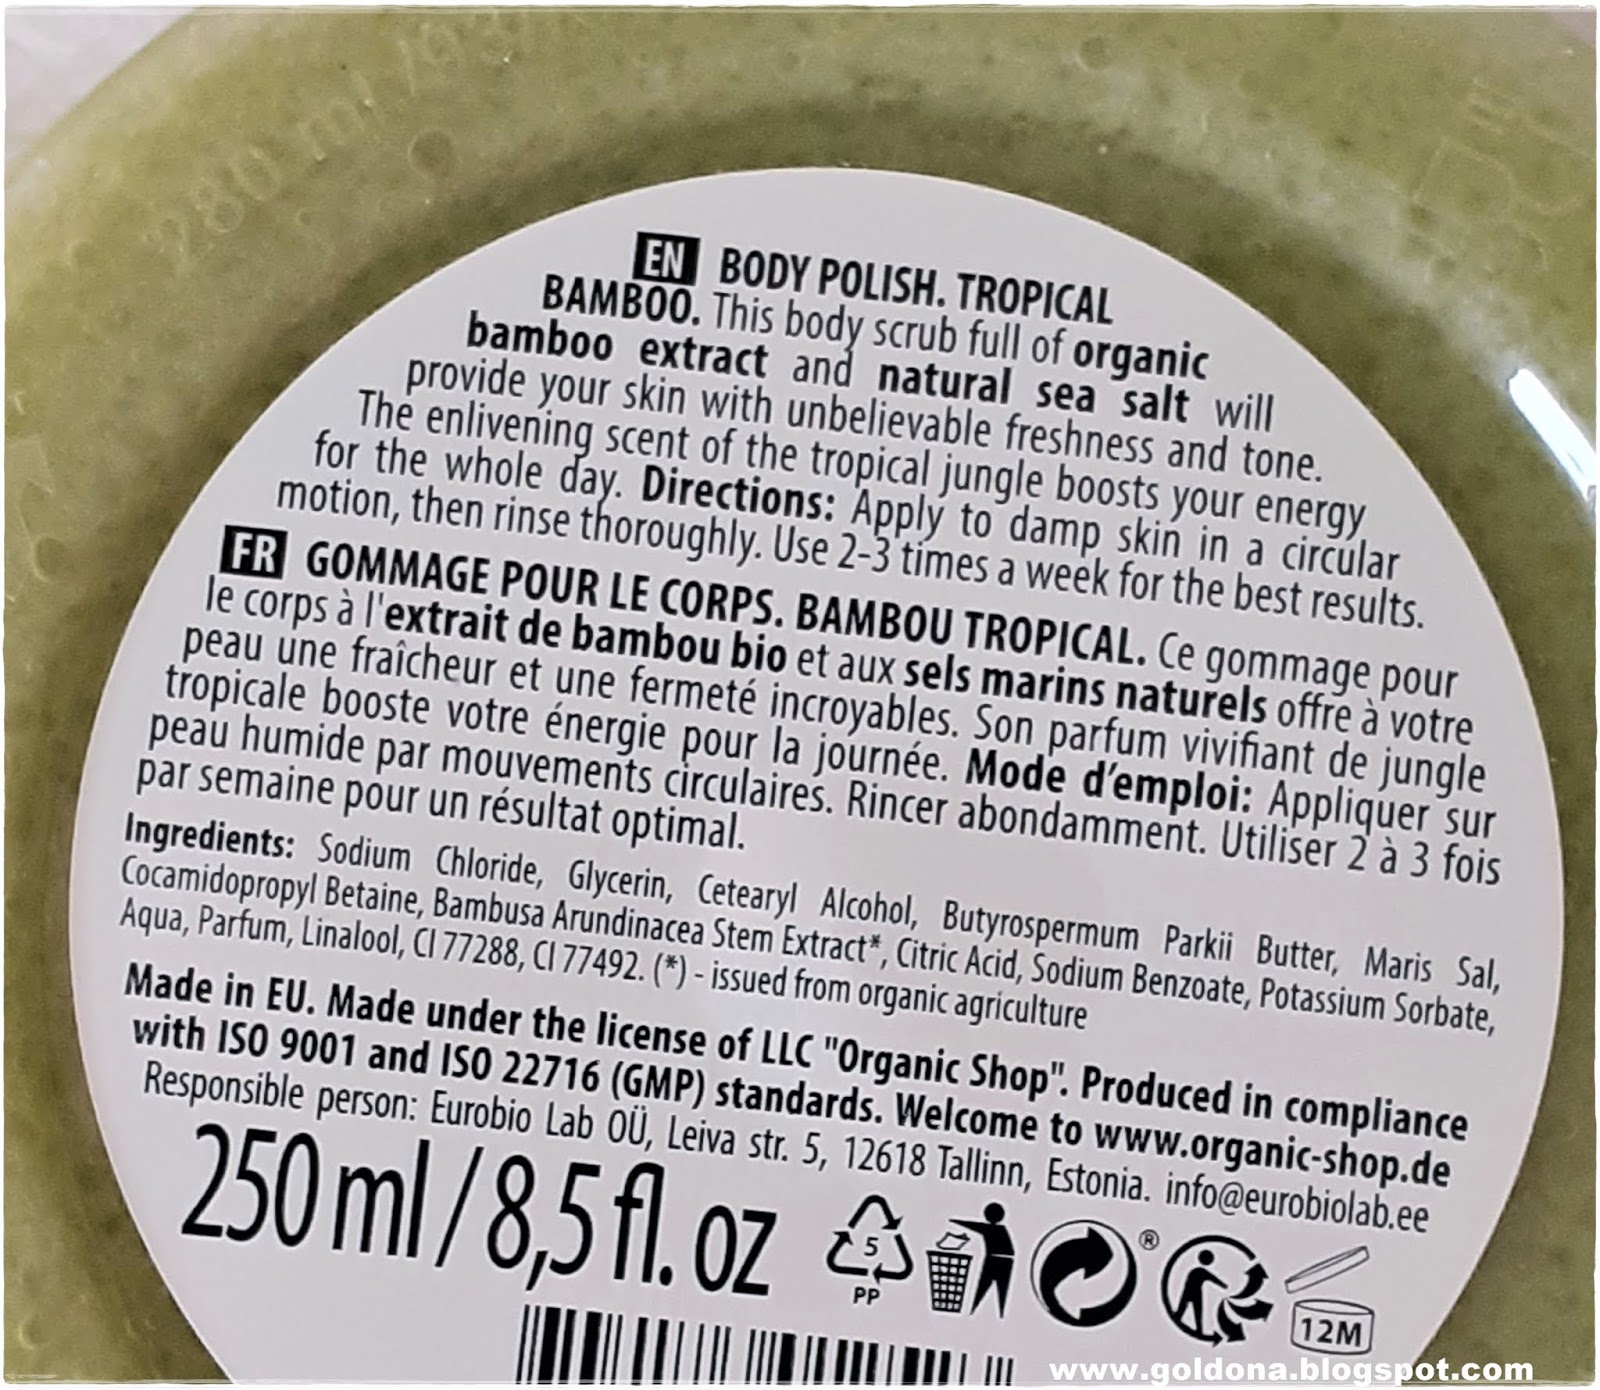 280 ml
EN BODY POLISH. TROPICAL
BAMBOO. This body scrub full of organic
bamboo extract and natural sea salt will
provide your skin with unbelievable freshness and tone.
The enlivening scent of the tropical jungle boosts your energy
for the whole day. Directions: Apply to damp skin in a circular
motion, then rinse thoroughly. Use 2-3 times a week for the best results.
FR GOMMAGE POUR LE CORPS. BAMBOU TROPICAL. Ce gommage pour
le corps à l'extrait de bambou bio et aux sels marins naturels offre à votre
peau une fraîcheur et une fermeté incroyables. Son parfum vivifiant de jungle
tropicale booste votre énergie pour la journée. Mode d’emploi: Appliquer sur
peau humide par mouvements circulaires. Rincer abondamment. Utiliser 2 à 3 fois
par semaine pour un résultat optimal.
Ingredients: Sodium Chloride, Glycerin, Cetearyl Alcohol, Butyrospermum Parkii Butter, Maris Sal,
Cocamidopropyl Betaine, Bambusa Arundinacea Stem Extract*, Citric Acid, Sodium Benzoate, Potassium Sorbate,
Aqua, Parfum, Linalool, CI 77288, CI 77492. (*) - issued from organic agriculture
Made in EU. Made under the license of LLC "Organic Shop". Produced in compliance
with ISO 9001 and ISO 22716 (GMP) standards. Welcome to www.organic-shop.de
Responsible person: Eurobio Lab OÜ, Leiva str. 5, 12618 Tallinn, Estonia. info@eurobiolab.ee
250 ml / 8,5 fl. oz
5
PP
®
12M
www.goldona.blogspot.com